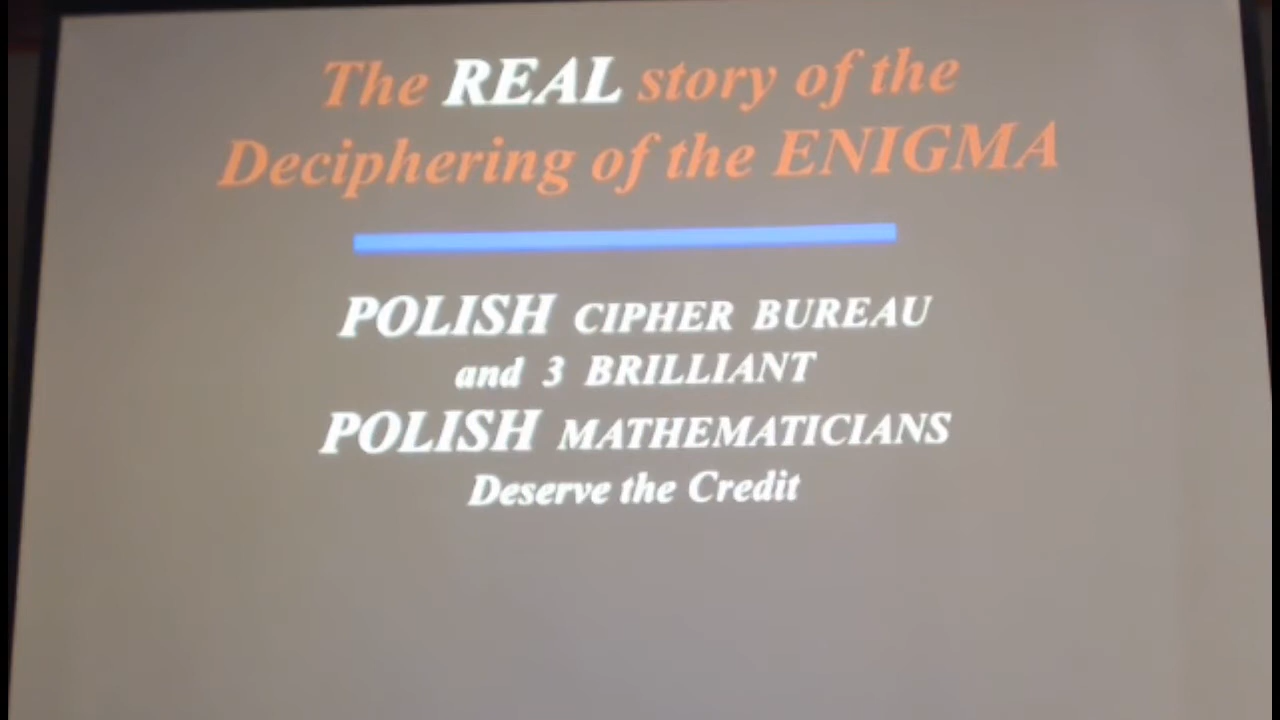 The REAL story of the
Deciphering of the ENIGMA
POLISH CIPHER BUREAU
and 3 BRILLIANT
POLISH MATHEMATICIANS
Deserve the Credit